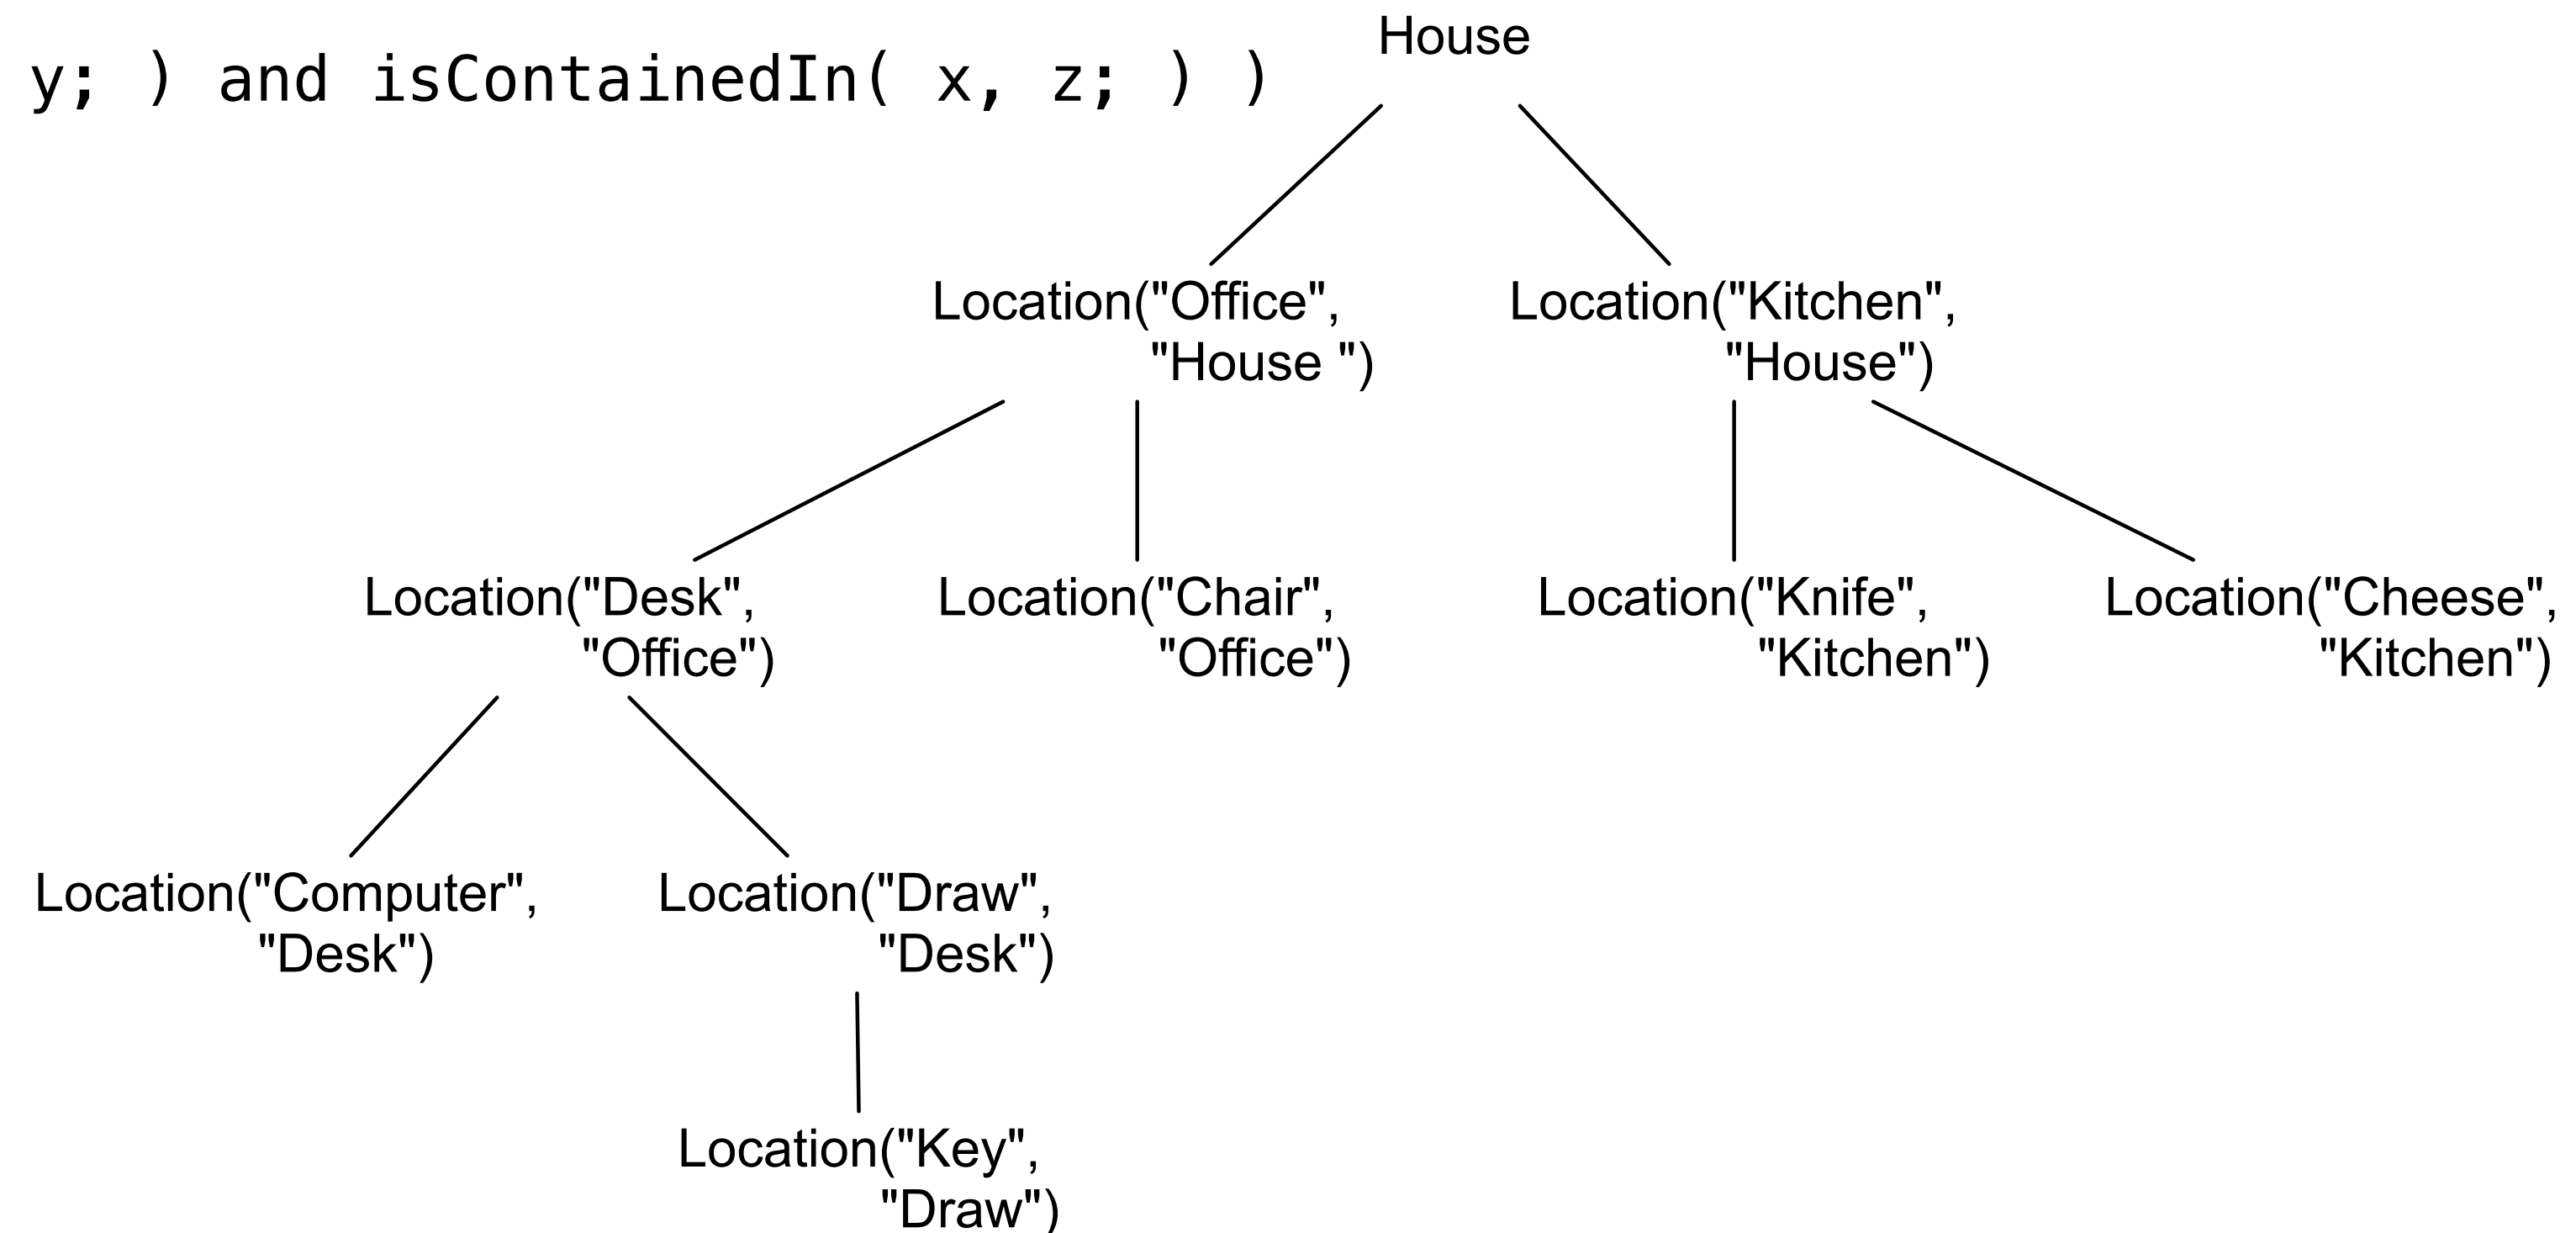 House
y; ) and isContainedIn( x, z; ) )
Location("Office",
"House ")
Location("Kitchen",
"House")
Location("Desk",
"Office")
Location("Chair",
"Office")
Location("Knife",
"Kitchen")
Location("Cheese",
"Kitchen")
Location("Computer",
"Desk")
Location("Draw",
"Desk")
Location("Key",
"Draw")